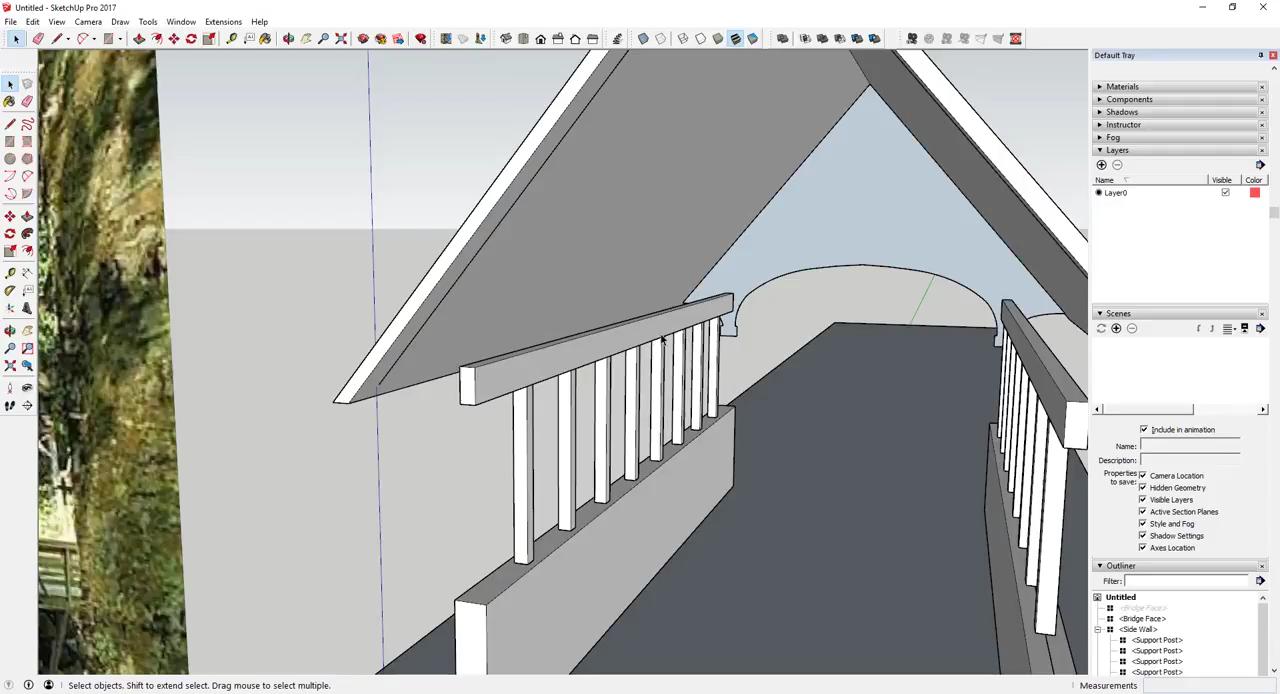 Untitled - SketchUp Pro 2017
File Edit View Camera Draw Tools Window Extensions Help
Default Tray
Materials
Components
Shadows
Instructor
Fog
Layers
Name Visible Color
Layer0
Scenes
Include in animation
Name:
Description:
Properties to save:
Camera Location
Hidden Geometry
Visible Layers
Active Section Planes
Style and Fog
Shadow Settings
Axes Location
Outliner
Filter:
Untitled
<Bridge Face>
<Bridge Face>
<Side Wall>
<Support Post>
<Support Post>
<Support Post>
<Support Post>
Select objects. Shift to extend select. Drag mouse to select multiple.
Measurements